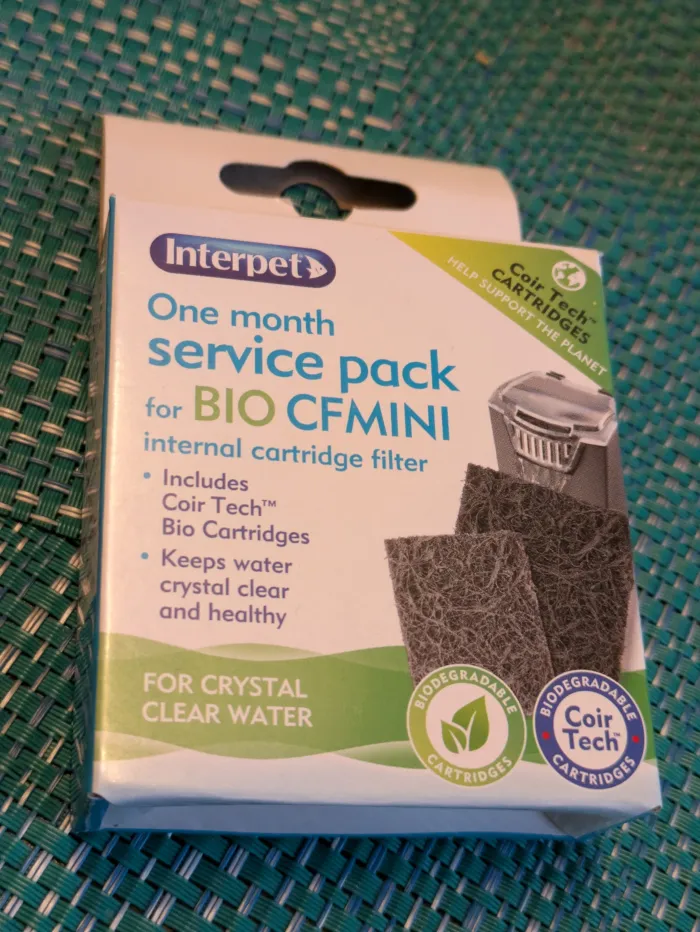 Interpet
Coir Tech™
CARTRIDGES
HELP SUPPORT THE PLANET
One month
service pack
for BIO CFMINI
internal cartridge filter
• Includes
Coir Tech™
Bio Cartridges
• Keeps water
crystal clear
and healthy
FOR CRYSTAL
CLEAR WATER
BIODEGRADABLE
CARTRIDGES
BIODEGRADABLE
Coir
Tech™
CARTRIDGES